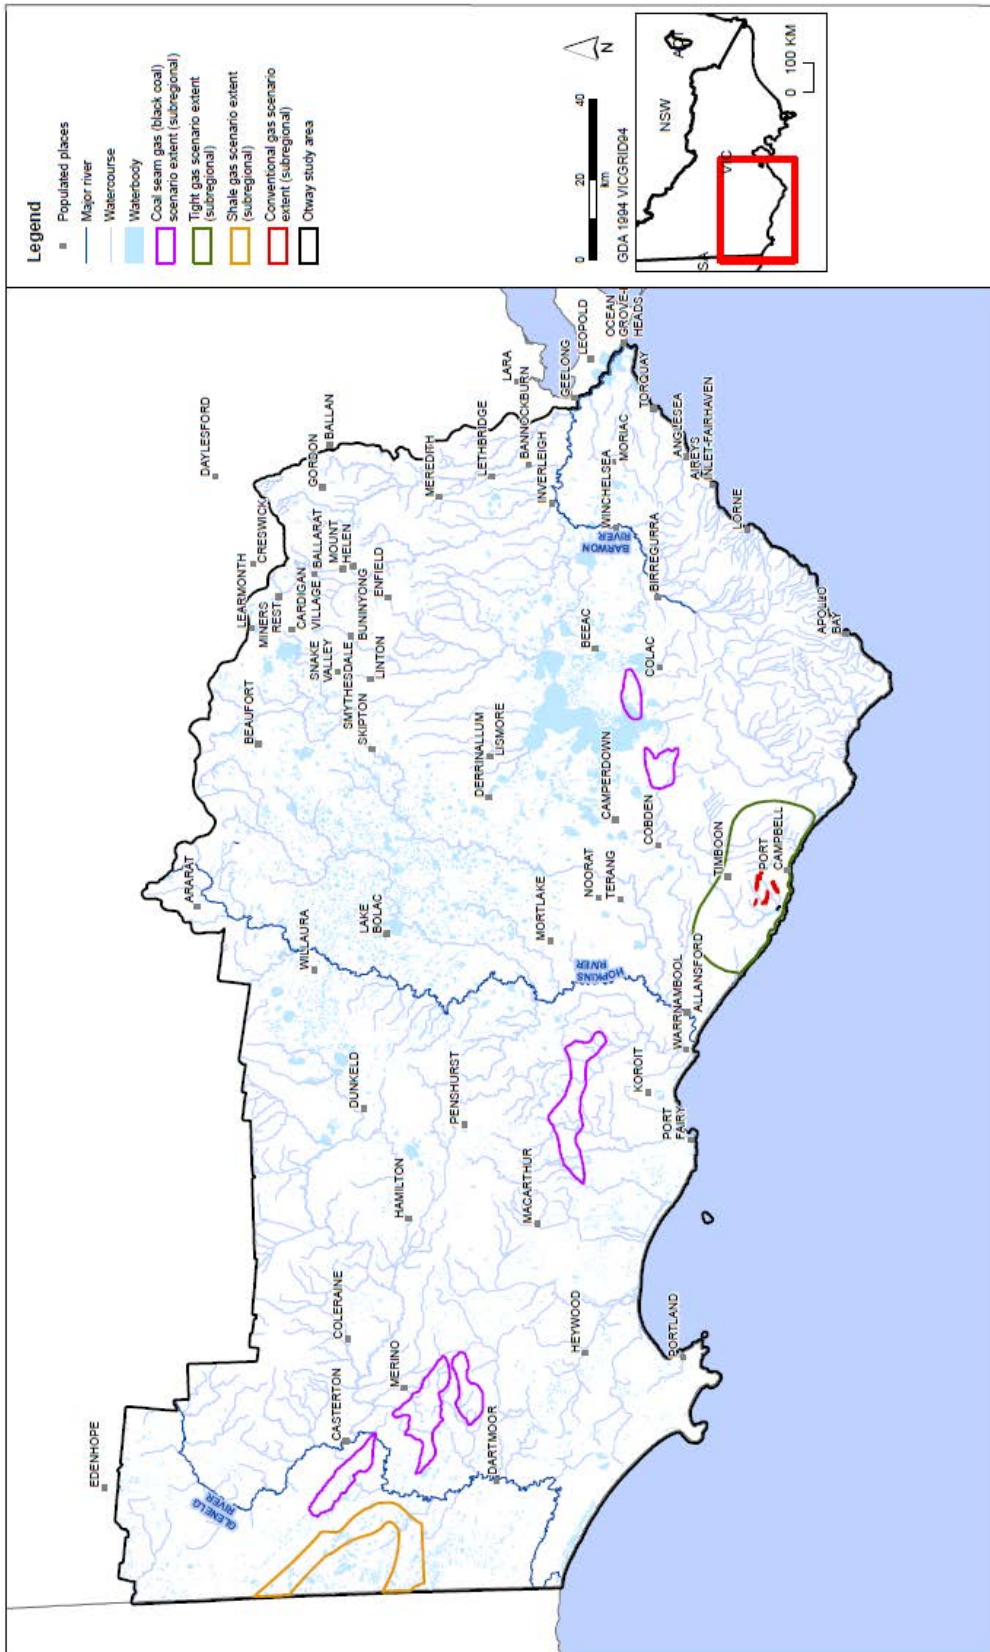 Legend
Populated places
Major river
Watercourse
Waterbody
Coal seam gas (black coal)
scenario extent (subregional)
Tight gas scenario extent
(subregional)
Shale gas scenario extent
(subregional)
Conventional gas scenario
extent (subregional)
Otway study area
N
0 20 40
km
GDA 1994 VICGRID94
NSW
ACT
VIC
SA
0 100 KM
EDENHOPE
GLENELG
RIVER
CASTERTON
COLERAINE
MERINO
DARTMOOR
HEYWOOD
PORTLAND
HAMILTON
DUNKELD
PENSHURST
MACARTHUR
PORT
FAIRY
KOROIT
WARRNAMBOOL
ALLANSFORD
HOPKINS
RIVER
ARARAT
WILLAURA
LAKE
BOLAC
MORTLAKE
NOORAT
TERANG
TIMBOON
PORT
CAMPBELL
COBDEN
CAMPERDOWN
DERRINALLUM
LISMORE
BEAUFORT
SKIPTON
SMYTHESDALE
SNAKE
VALLEY
LINTON
LEARMONTH
MINERS
REST
CRESWICK
CARDIGAN
VILLAGE
BALLARAT
MOUNT
HELEN
BUNINYONG
ENFIELD
DAYLESFORD
GORDON
BALLAN
MEREDITH
LETHBRIDGE
BANNOCKBURN
LARA
INVERLEIGH
GEELONG
LEOPOLD
OCEAN
GROVE-
HEADS
TORQUAY
MORIAC
WINCHELSEA
BARWON
RIVER
BIRREGURRA
BEEAC
COLAC
ANGLESEA
AIREYS
INLET-FAIRHAVEN
LORNE
APOLLO
BAY